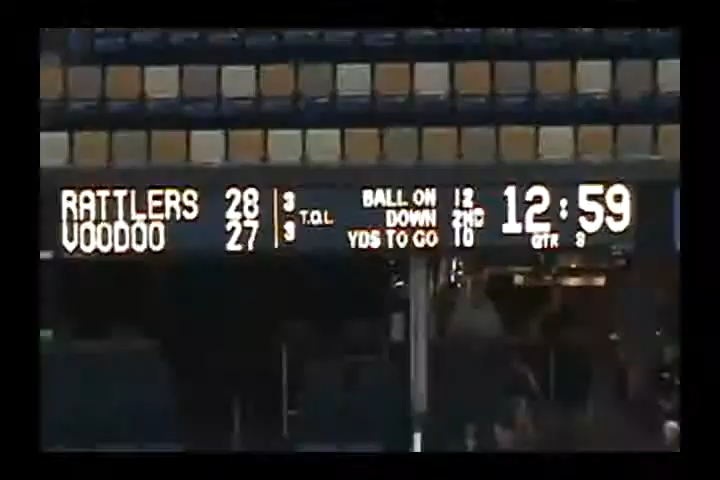 RATTLERS 28 3 T.O.L. BALL ON 12 12:59
VOODOO 27 3 DOWN 2ND
YDS TO GO 10 QTR 3